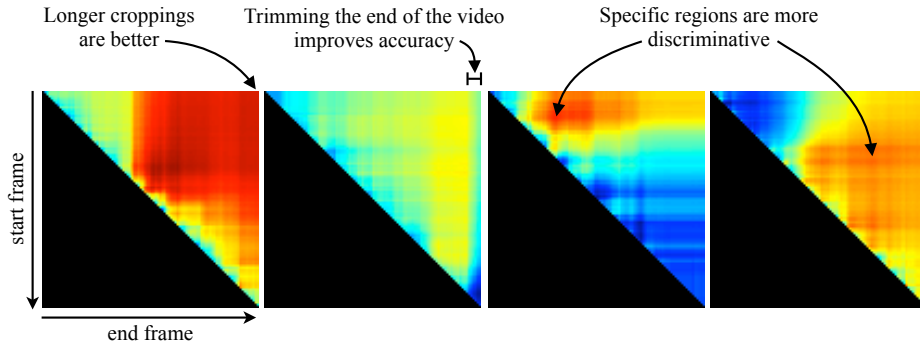 Longer croppings
are better
Trimming the end of the video
improves accuracy
Specific regions are more
discriminative
start frame
end frame